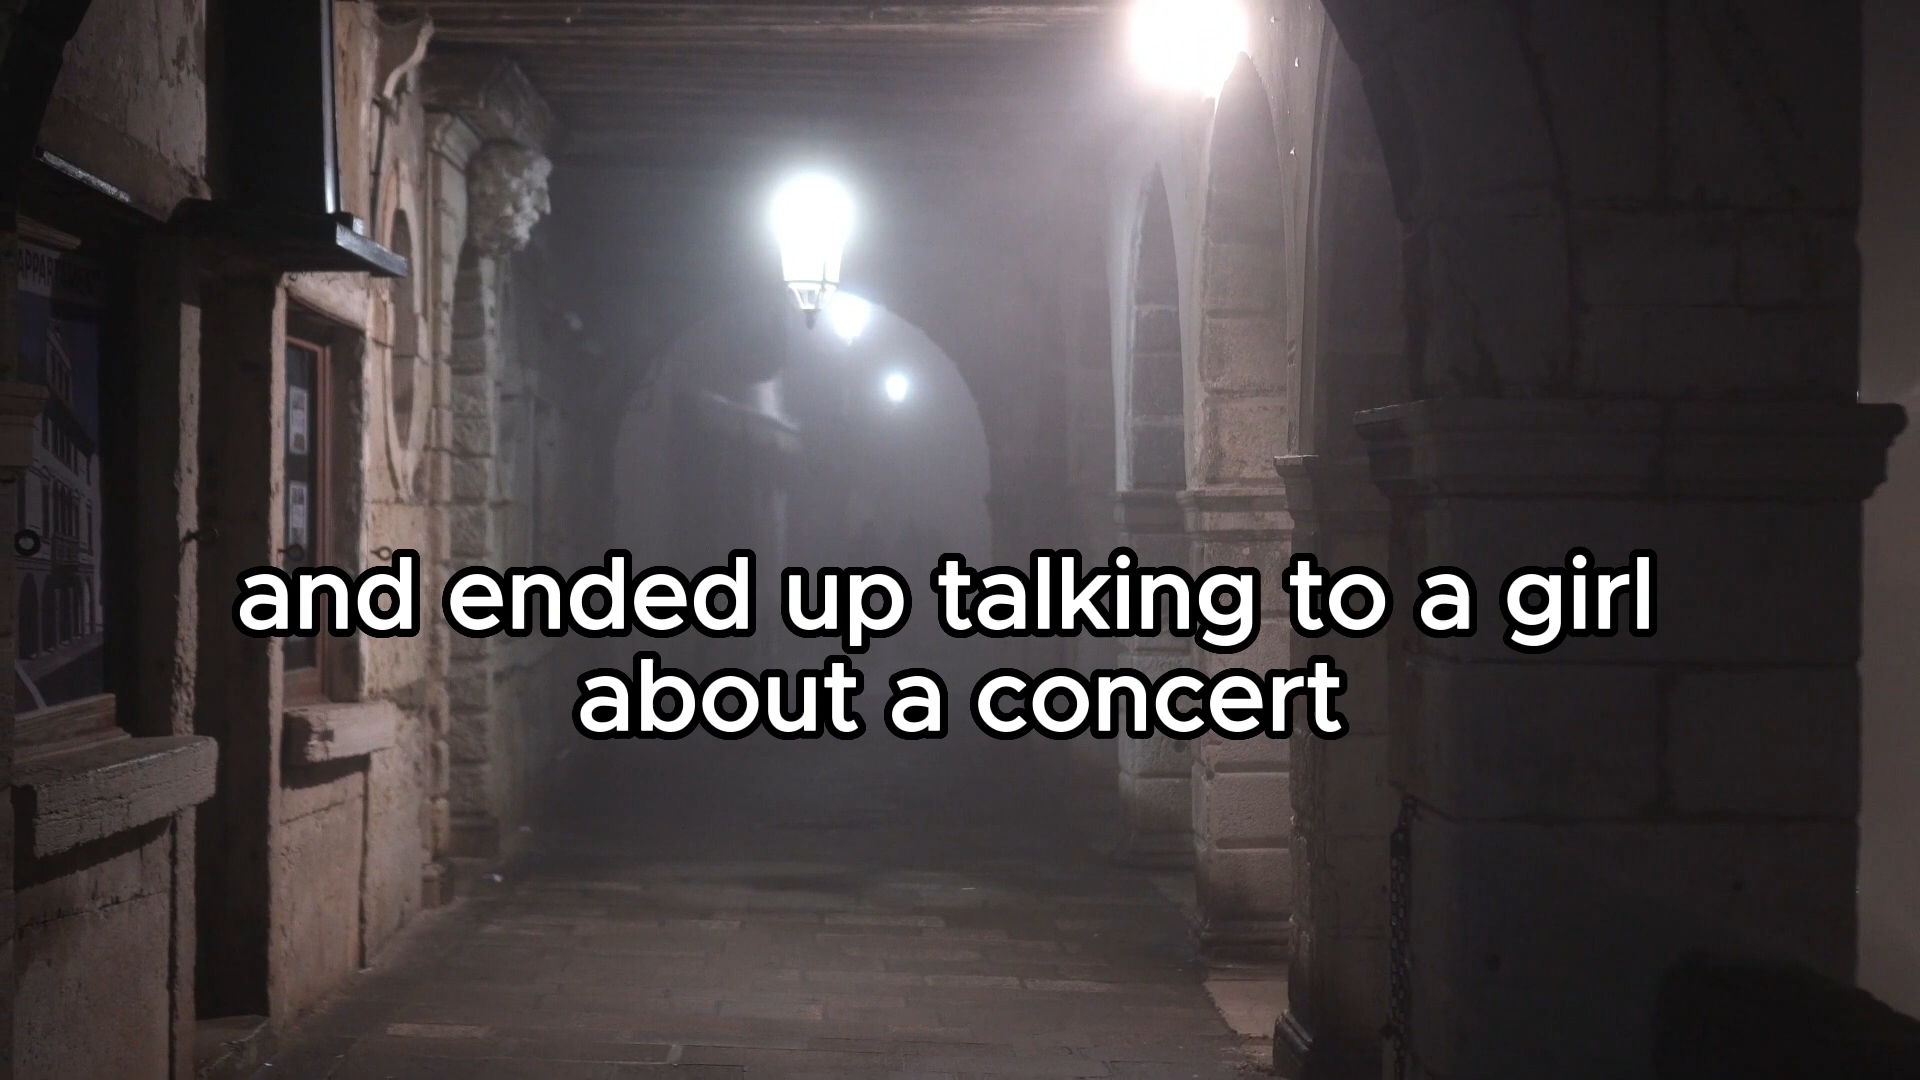 and ended up talking to a girl
about a concert